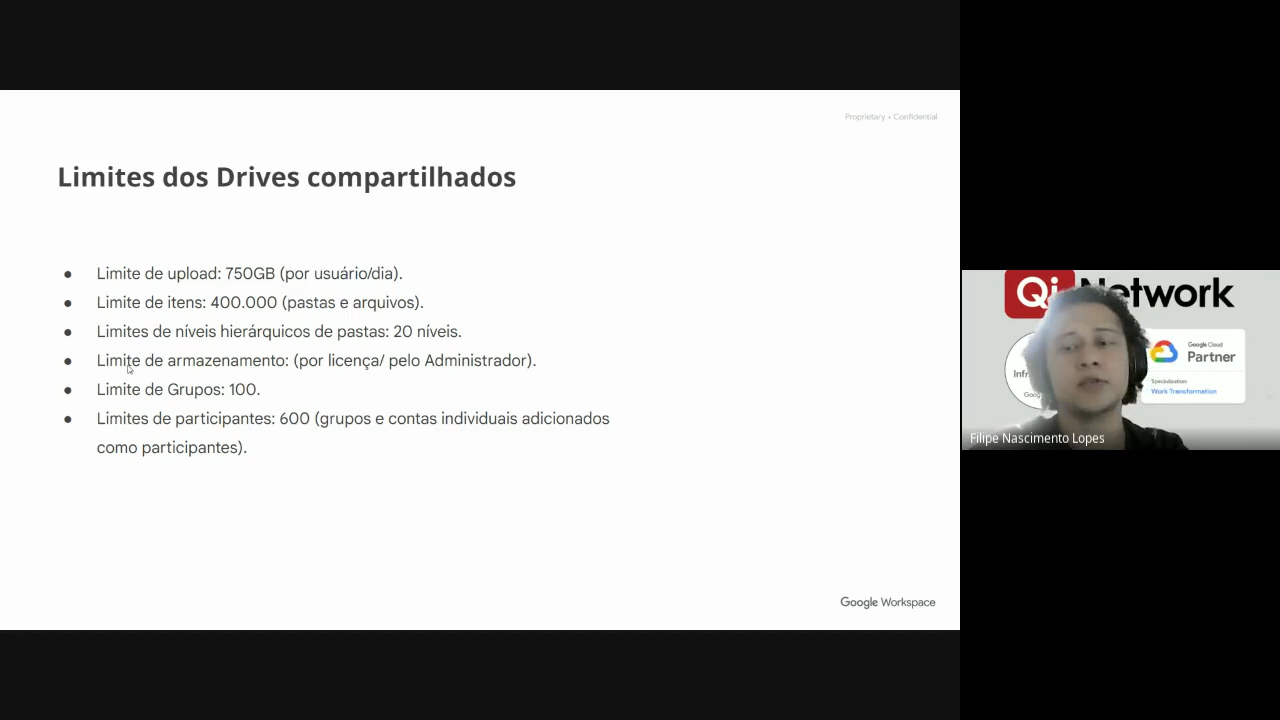 Proprietary + Confidential
Limites dos Drives compartilhados
● Limite de upload: 750GB (por usuário/dia).
● Limite de itens: 400.000 (pastas e arquivos).
● Limites de níveis hierárquicos de pastas: 20 níveis.
● Limite de armazenamento: (por licença/ pelo Administrador).
● Limite de Grupos: 100.
● Limites de participantes: 600 (grupos e contas individuais adicionados
como participantes).
Google Workspace
Qi Network
Google Cloud
Partner
Specialization
Work Transformation
Filipe Nascimento Lopes